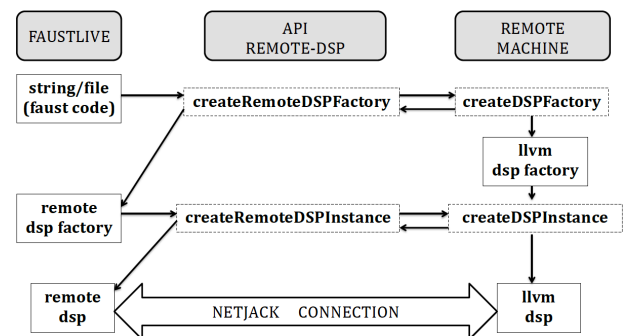 FAUSTLIVE
API
REMOTE-DSP
REMOTE
MACHINE
string/file
(faust code)
createRemoteDSPFactory
createDSPFactory
llvm
dsp factory
remote
dsp factory
createRemoteDSPInstance
createDSPInstance
remote
dsp
NETJACK CONNECTION
llvm
dsp